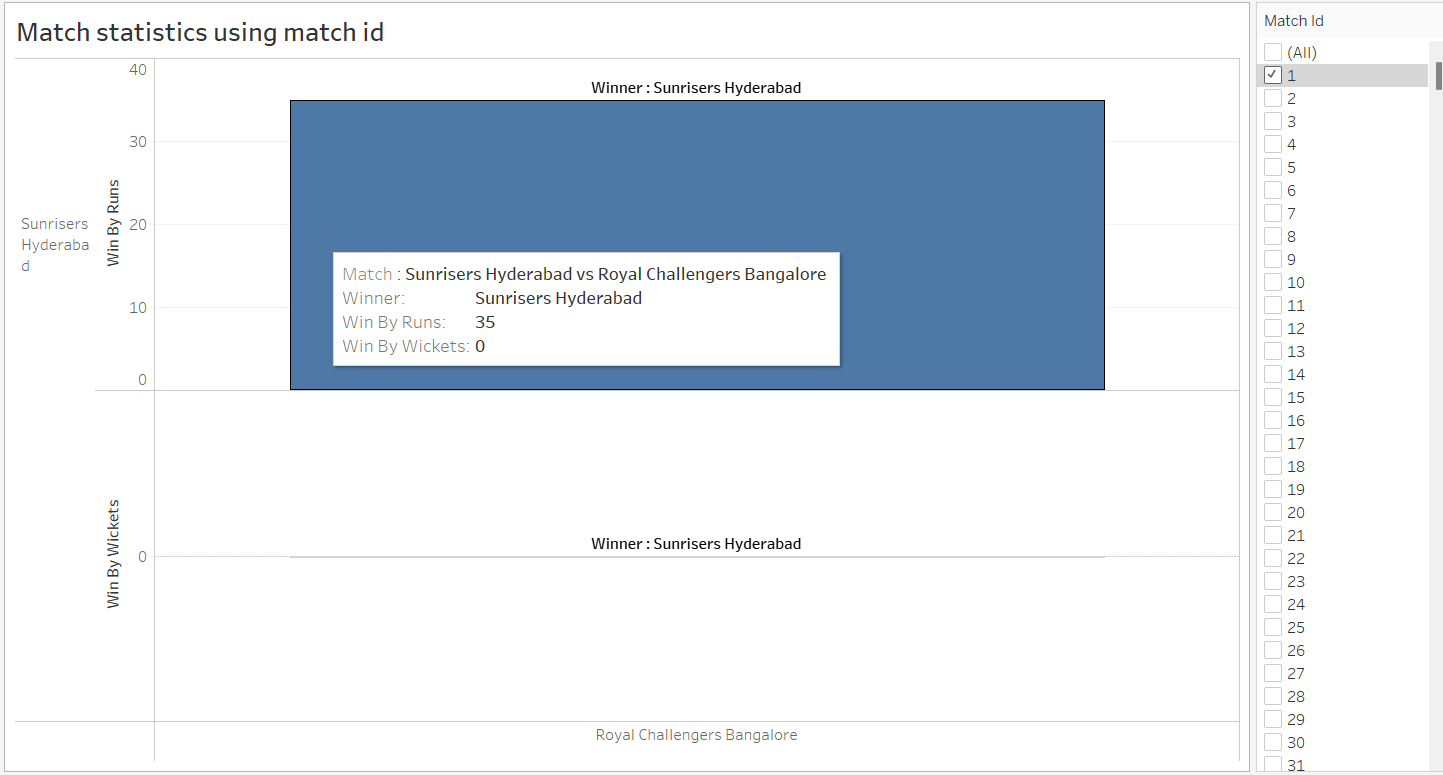 Match statistics using match id
40
30
20
10
0
Win By Runs
Sunrisers
Hyderaba
d
Winner : Sunrisers Hyderabad
Match : Sunrisers Hyderabad vs Royal Challengers Bangalore
Winner: Sunrisers Hyderabad
Win By Runs: 35
Win By Wickets: 0
Win By Wickets
0
Winner : Sunrisers Hyderabad
Royal Challengers Bangalore
Match Id
(All)
1
2
3
4
5
6
7
8
9
10
11
12
13
14
15
16
17
18
19
20
21
22
23
24
25
26
27
28
29
30
31